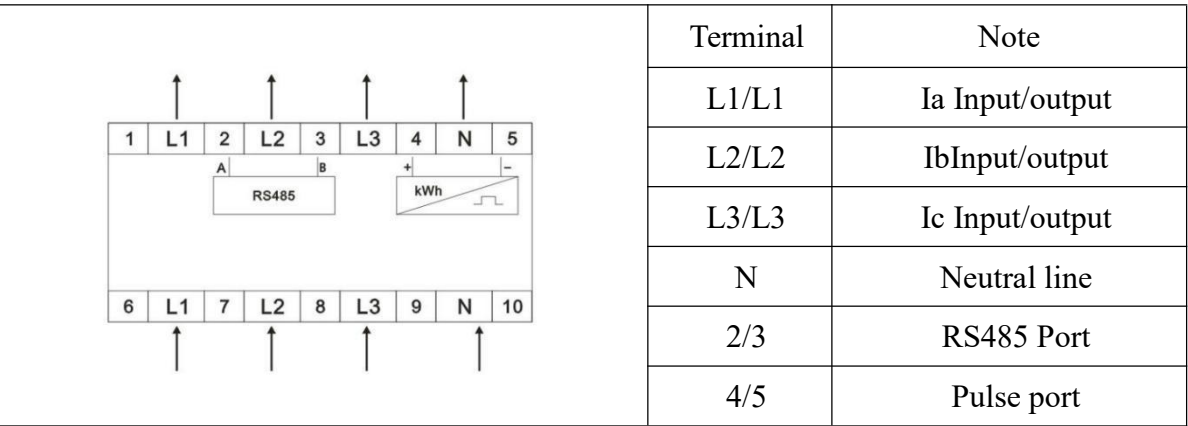 1 L1 2 L2 3 L3 4 N 5
A B + –
RS485 kWh
6 L1 7 L2 8 L3 9 N 10
Terminal Note
L1/L1 Ia Input/output
L2/L2 IbInput/output
L3/L3 Ic Input/output
N Neutral line
2/3 RS485 Port
4/5 Pulse port